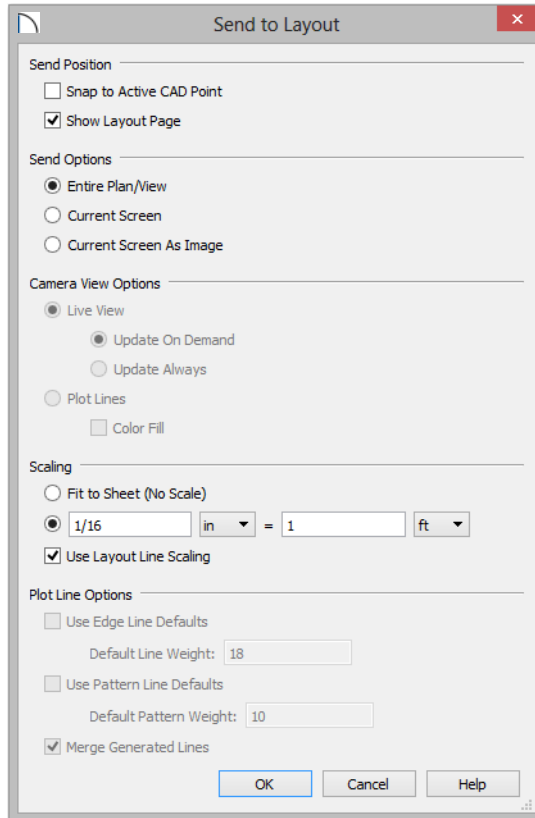 Send to Layout
Send Position
Snap to Active CAD Point
Show Layout Page
Send Options
Entire Plan/View
Current Screen
Current Screen As Image
Camera View Options
Live View
Update On Demand
Update Always
Plot Lines
Color Fill
Scaling
Fit to Sheet (No Scale)
1/16 in = 1 ft
Use Layout Line Scaling
Plot Line Options
Use Edge Line Defaults
Default Line Weight: 18
Use Pattern Line Defaults
Default Pattern Weight: 10
Merge Generated Lines
OK Cancel Help